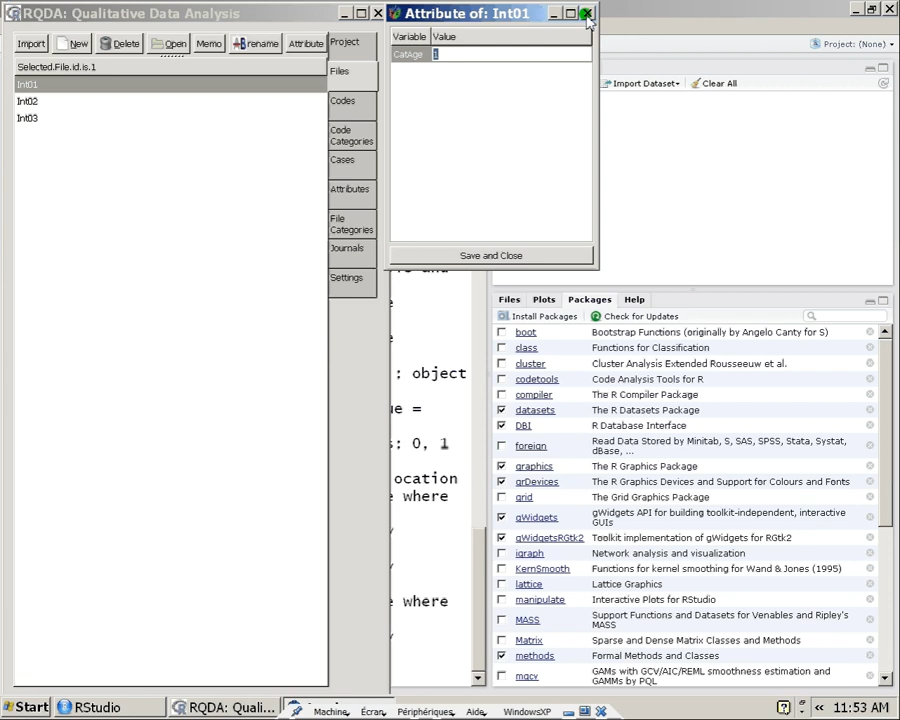 RQDA: Qualitative Data Analysis
Import New Delete Open Memo rename Attribute
Selected.File.id.is.1
Int01
Int02
Int03
Project
Files
Codes
Code
Categories
Cases
Attributes
File
Categories
Journals
Settings
Attribute of: Int01
Variable Value
CatAge 1
Save and Close
Project: (None)
Import Dataset Clear All
e
e
: object
ue =
s: 0, 1
ocation
e where
e where
Files Plots Packages Help
Install Packages Check for Updates
boot Bootstrap Functions (originally by Angelo Canty for S)
class Functions for Classification
cluster Cluster Analysis Extended Rousseeuw et al.
codetools Code Analysis Tools for R
compiler The R Compiler Package
datasets The R Datasets Package
DBI R Database Interface
foreign Read Data Stored by Minitab, S, SAS, SPSS, Stata, Systat,
dBase, ...
graphics The R Graphics Package
grDevices The R Graphics Devices and Support for Colours and Fonts
grid The Grid Graphics Package
gWidgets gWidgets API for building toolkit-independent, interactive
GUIs
gWidgetsRGtk2 Toolkit implementation of gWidgets for RGtk2
igraph Network analysis and visualization
KernSmooth Functions for kernel smoothing for Wand & Jones (1995)
lattice Lattice Graphics
manipulate Interactive Plots for RStudio
MASS Support Functions and Datasets for Venables and Ripley's
MASS
Matrix Sparse and Dense Matrix Classes and Methods
methods Formal Methods and Classes
mgcv GAMs with GCV/AIC/REML smoothness estimation and
GAMMs by PQL
Start RStudio RQDA: Quali... « 11:53 AM
Machine Écran Périphériques Aide WindowsXP